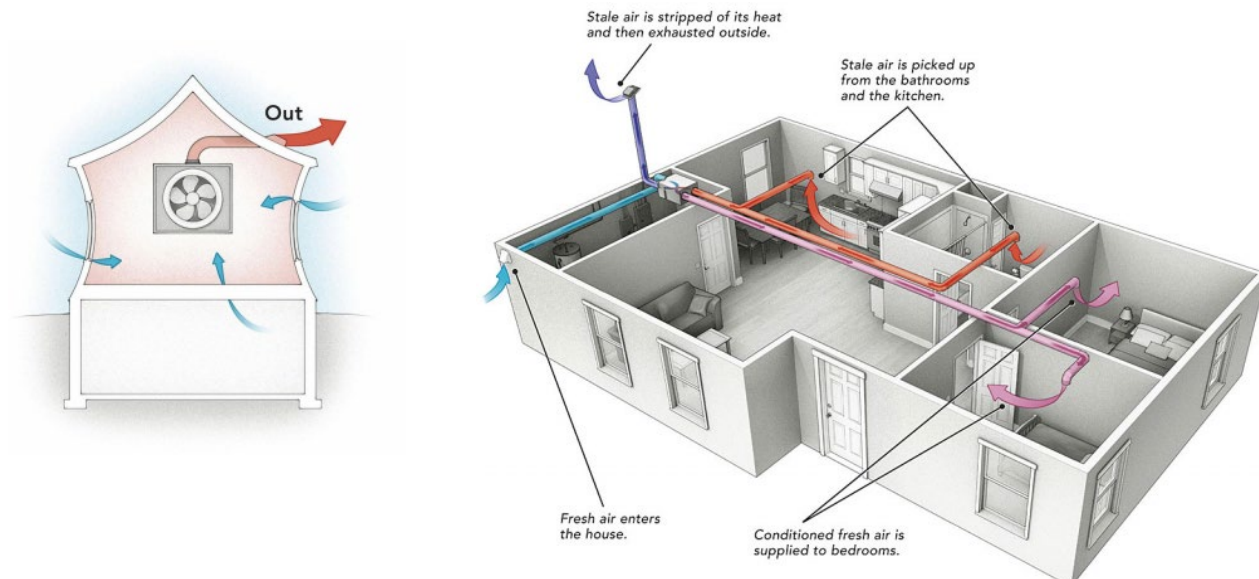 Out
Stale air is stripped of its heat
and then exhausted outside.
Stale air is picked up
from the bathrooms
and the kitchen.
Fresh air enters
the house.
Conditioned fresh air is
supplied to bedrooms.